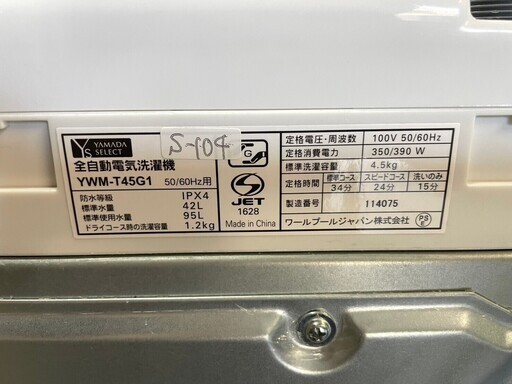 YAMADA
SELECT
S-104
全自動電気洗濯機
YWM-T45G1 50/60Hz用
防水等級 IPX4
標準水量 42L
標準使用水量 95L
ドライコース時の洗濯容量 1.2kg
G
JET
1628
Made in China
定格電圧・周波数 100V 50/60Hz
定格消費電力 350/390 W
標準洗濯容量 4.5kg
定格時間 標準コース スピードコース 洗いのみ
34分 24分 15分
製造番号 114075
ワールプールジャパン株式会社
PS
E